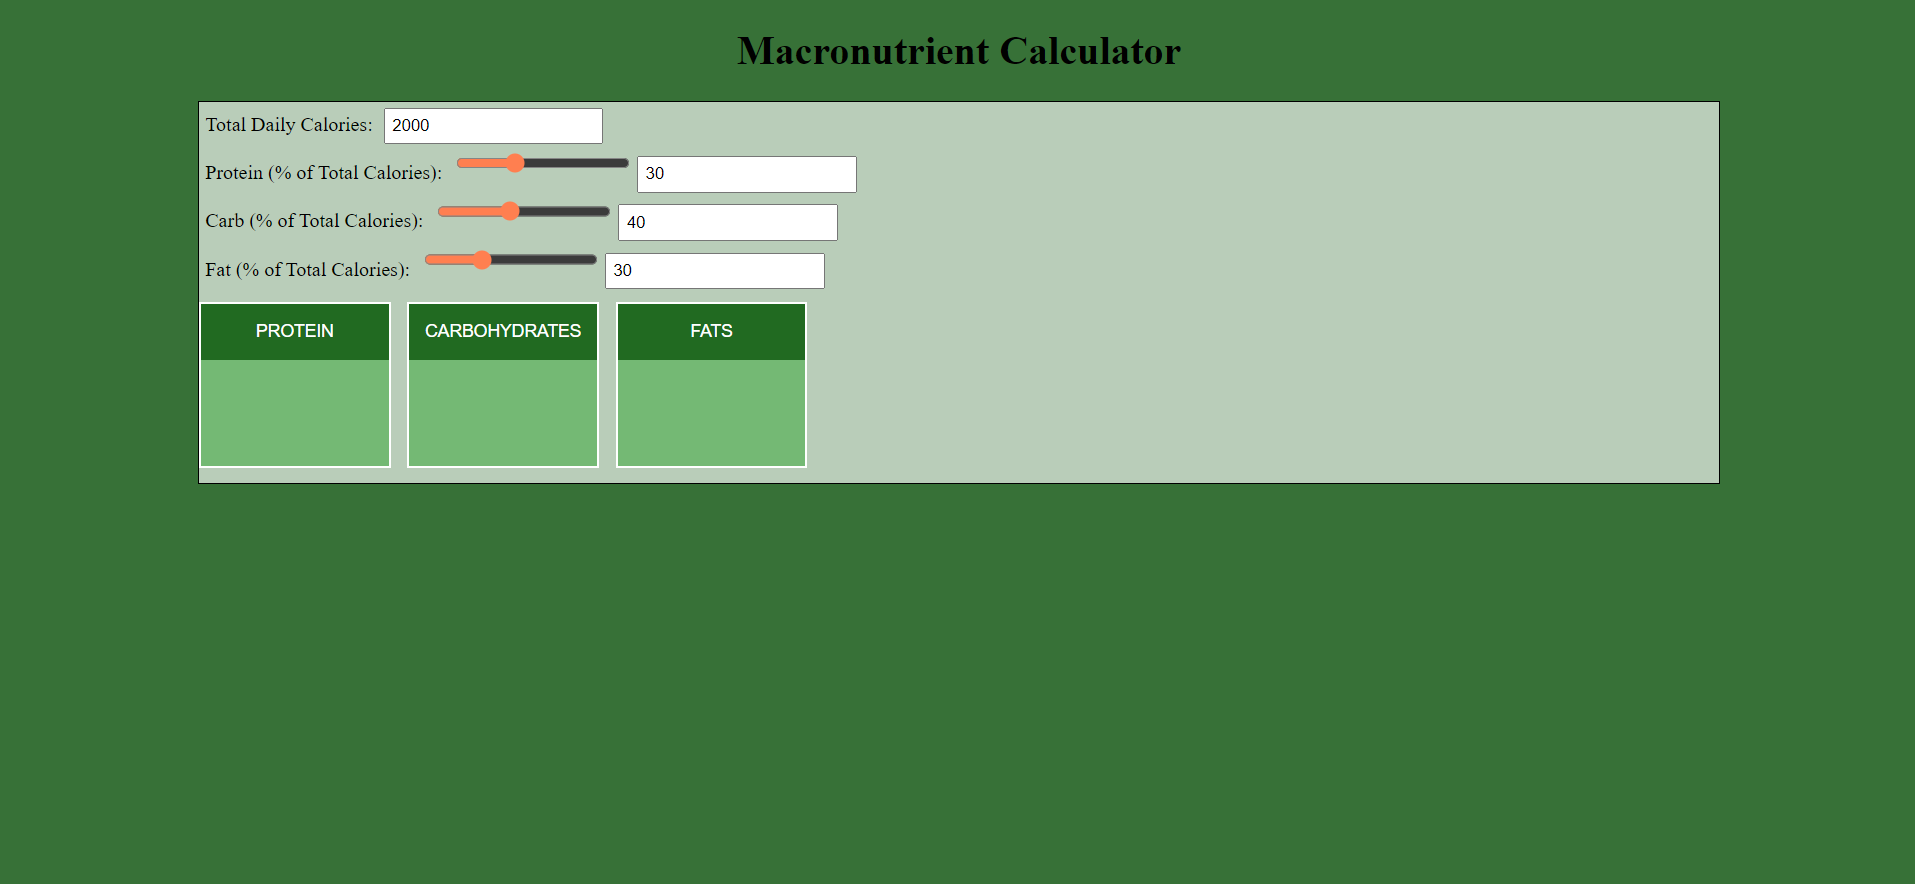 Macronutrient Calculator
Total Daily Calories: 2000
Protein (% of Total Calories): 30
Carb (% of Total Calories): 40
Fat (% of Total Calories): 30
PROTEIN CARBOHYDRATES FATS